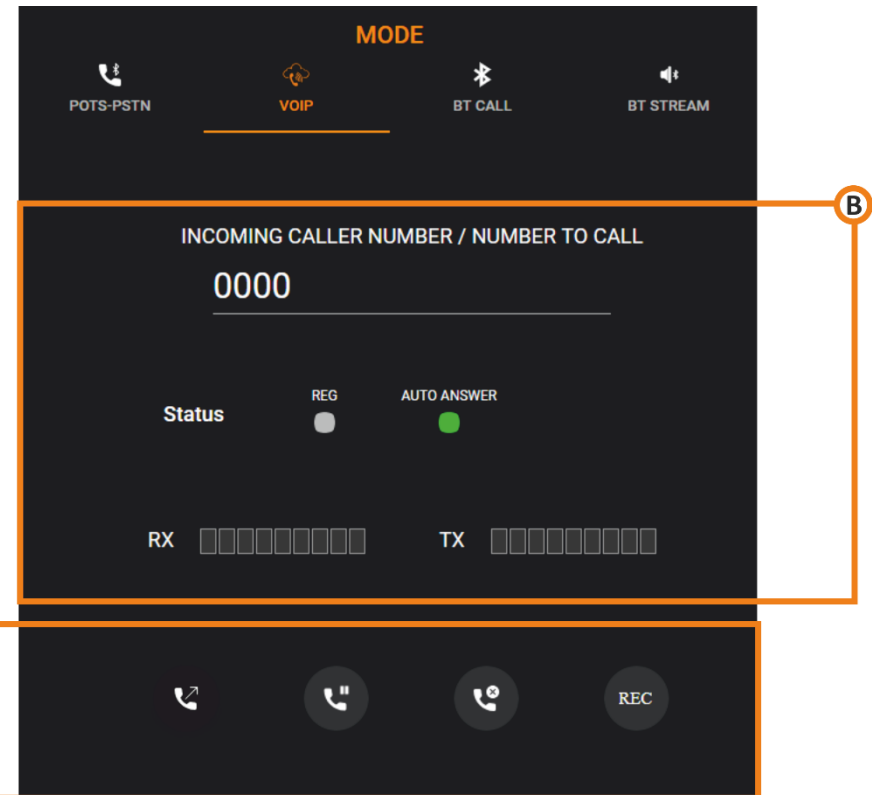 MODE
POTS-PSTN VOIP BT CALL BT STREAM
B
INCOMING CALLER NUMBER / NUMBER TO CALL
0000
REG AUTO ANSWER
Status
RX TX
REC